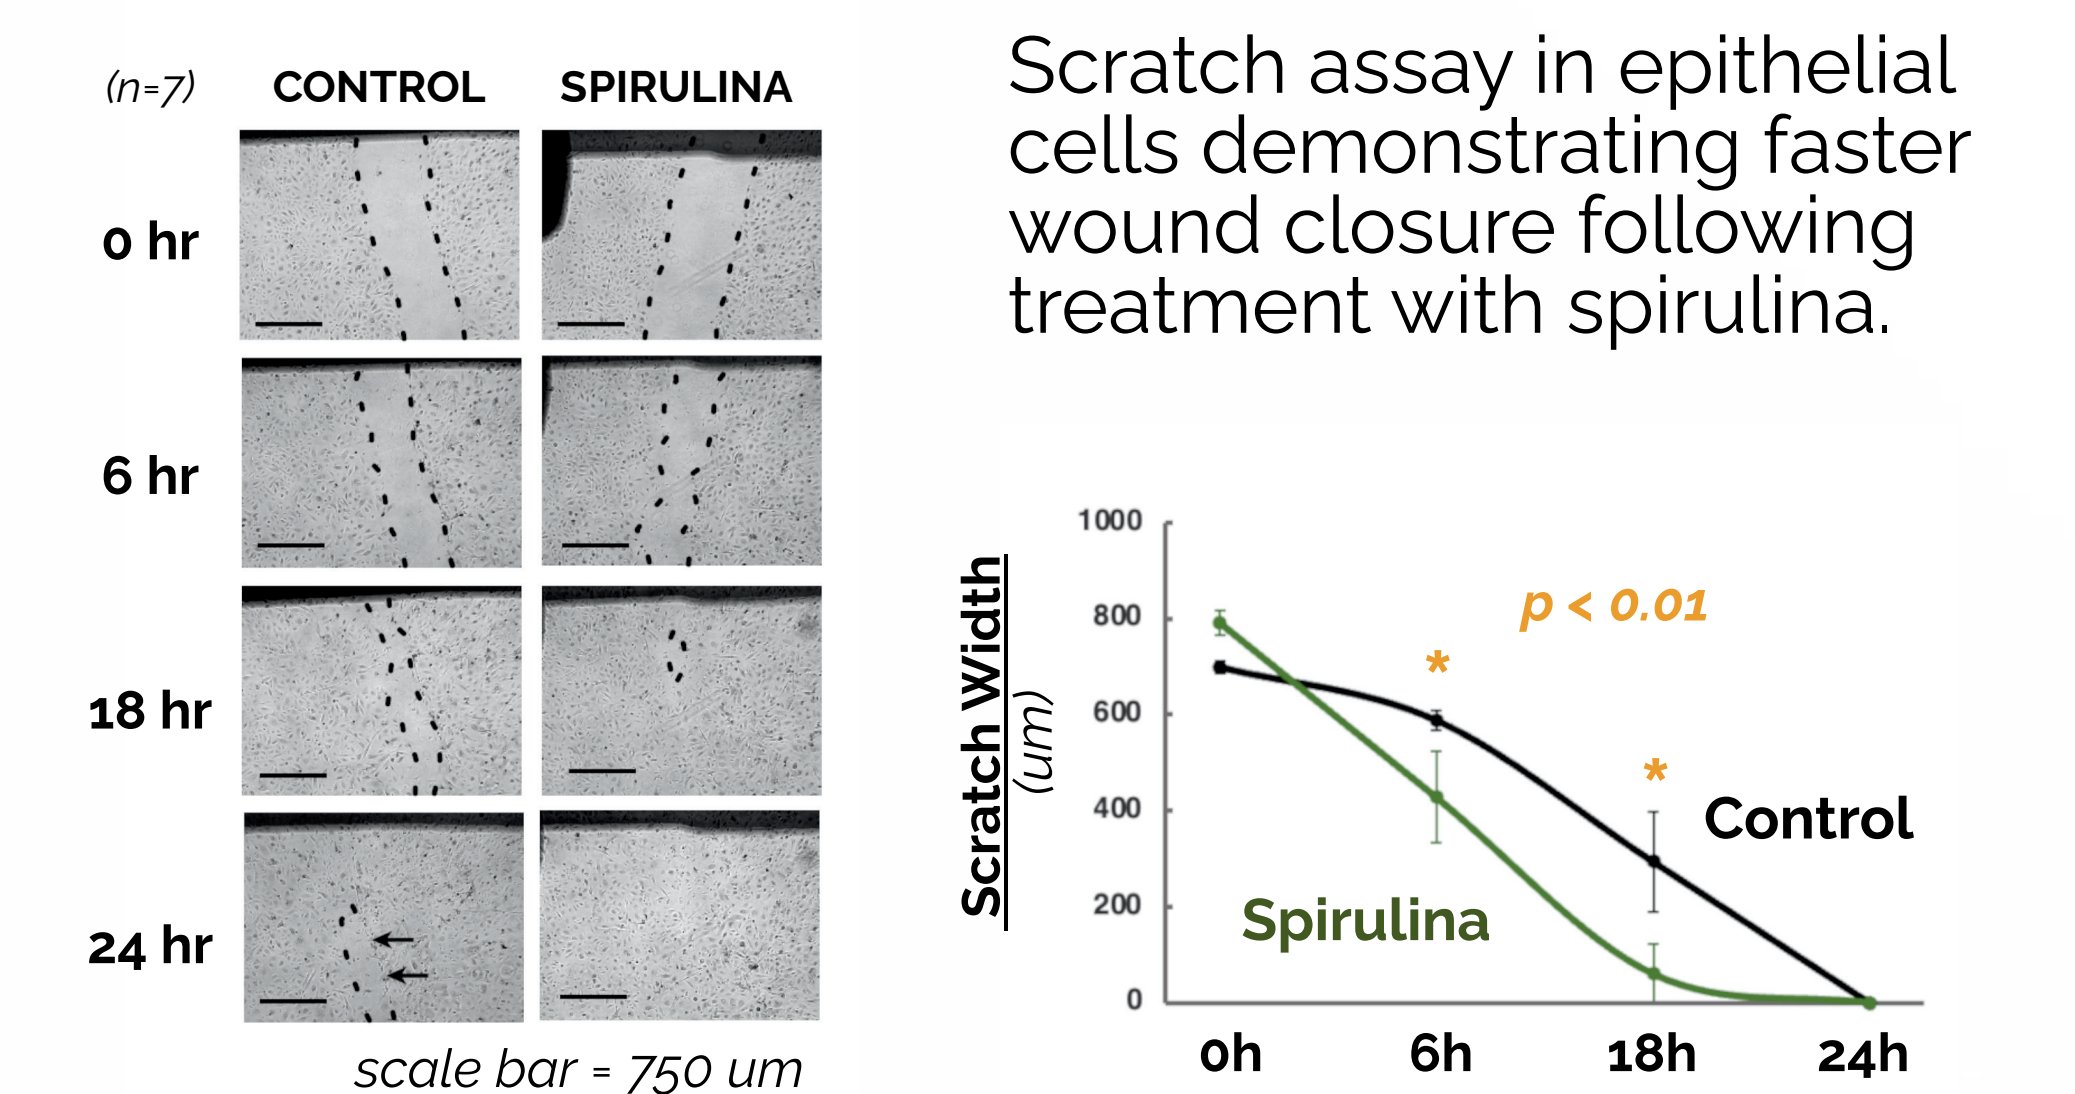 (n=7)
CONTROL
SPIRULINA
0 hr
6 hr
18 hr
24 hr
scale bar = 750 um
Scratch assay in epithelial
cells demonstrating faster
wound closure following
treatment with spirulina.
Scratch Width
(um)
1000
800
600
400
200
0
p < 0.01
*
*
Control
Spirulina
0h
6h
18h
24h